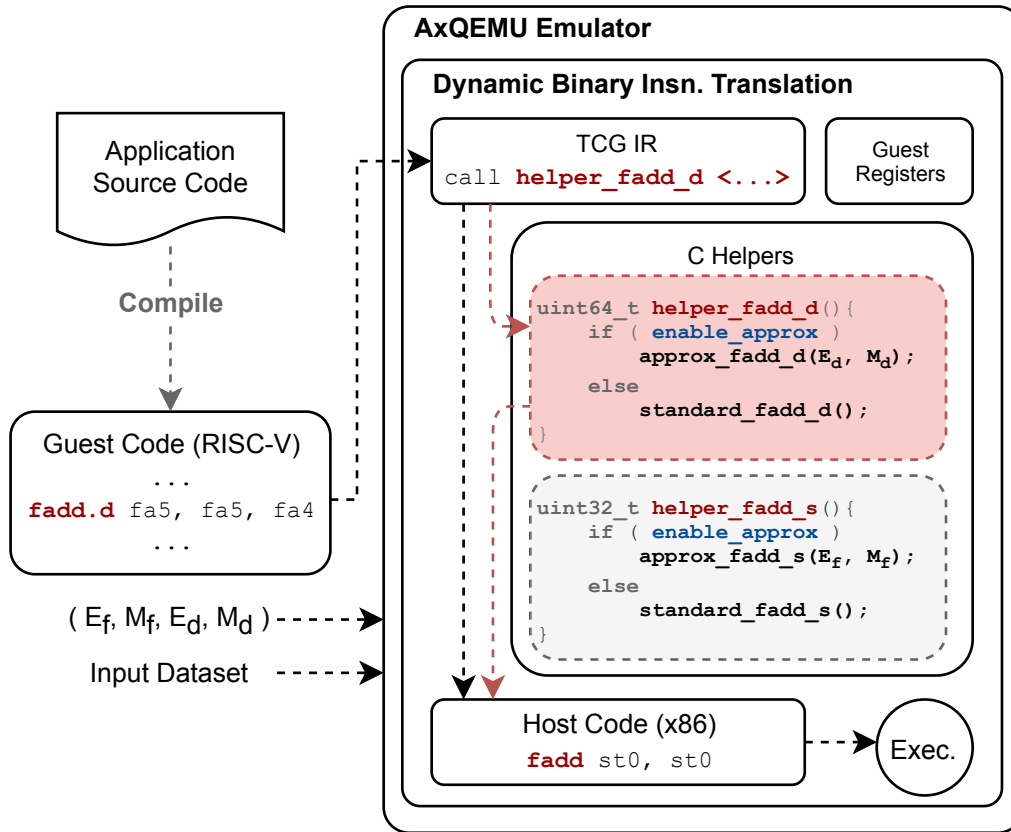 AxQEMU Emulator
Dynamic Binary Insn. Translation
Application
Source Code
Compile
Guest Code (RISC-V)
...
fadd.d fa5, fa5, fa4
...
( Ef, Mf, Ed, Md )
Input Dataset
TCG IR
call helper_fadd_d <...>
Guest
Registers
C Helpers
uint64_t helper_fadd_d(){
if ( enable_approx )
approx_fadd_d(Ed, Md);
else
standard_fadd_d();
}
uint32_t helper_fadd_s(){
if ( enable_approx )
approx_fadd_s(Ef, Mf);
else
standard_fadd_s();
}
Host Code (x86)
fadd st0, st0
Exec.